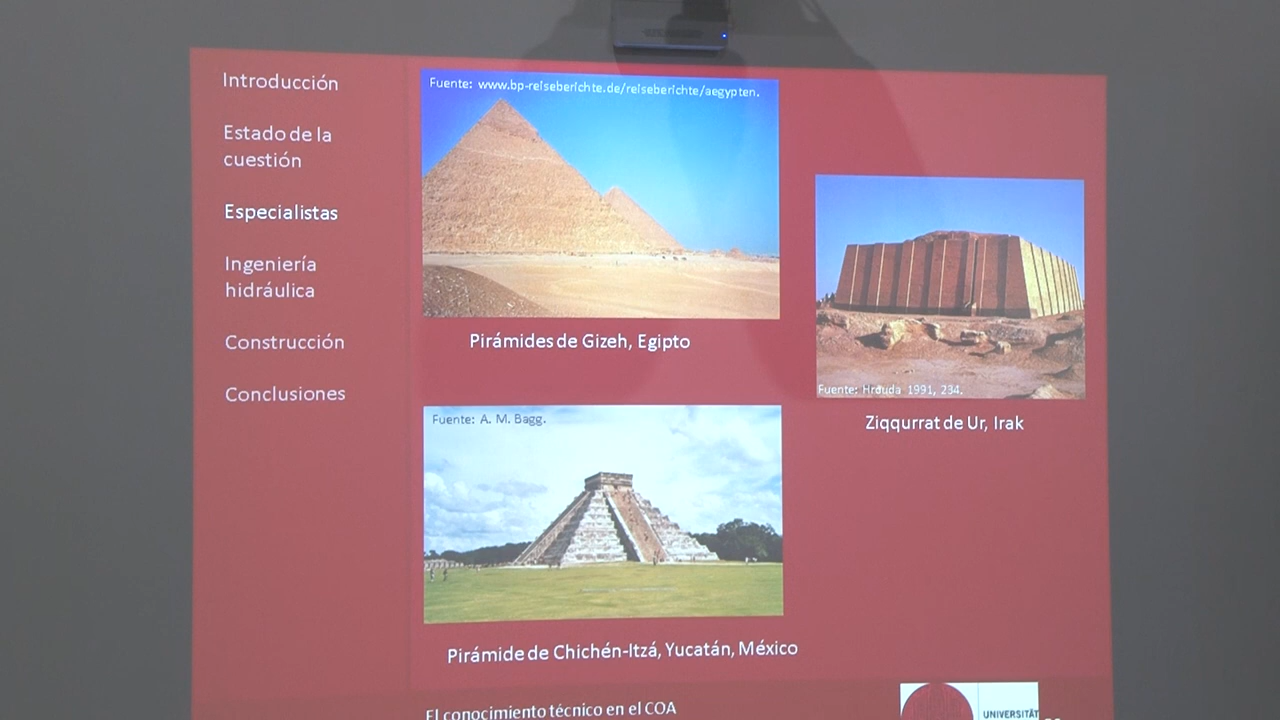 Introducción
Estado de la
cuestión
Especialistas
Ingeniería
hidráulica
Construcción
Conclusiones
Fuente: www.bp-reiseberichte.de/reiseberichte/aegypten.
Pirámides de Gizeh, Egipto
Fuente: Hrouda 1991, 234.
Ziqqurrat de Ur, Irak
Fuente: A. M. Bagg.
Pirámide de Chichén-Itzá, Yucatán, México
El conocimiento técnico en el COA
UNIVERSITÄT